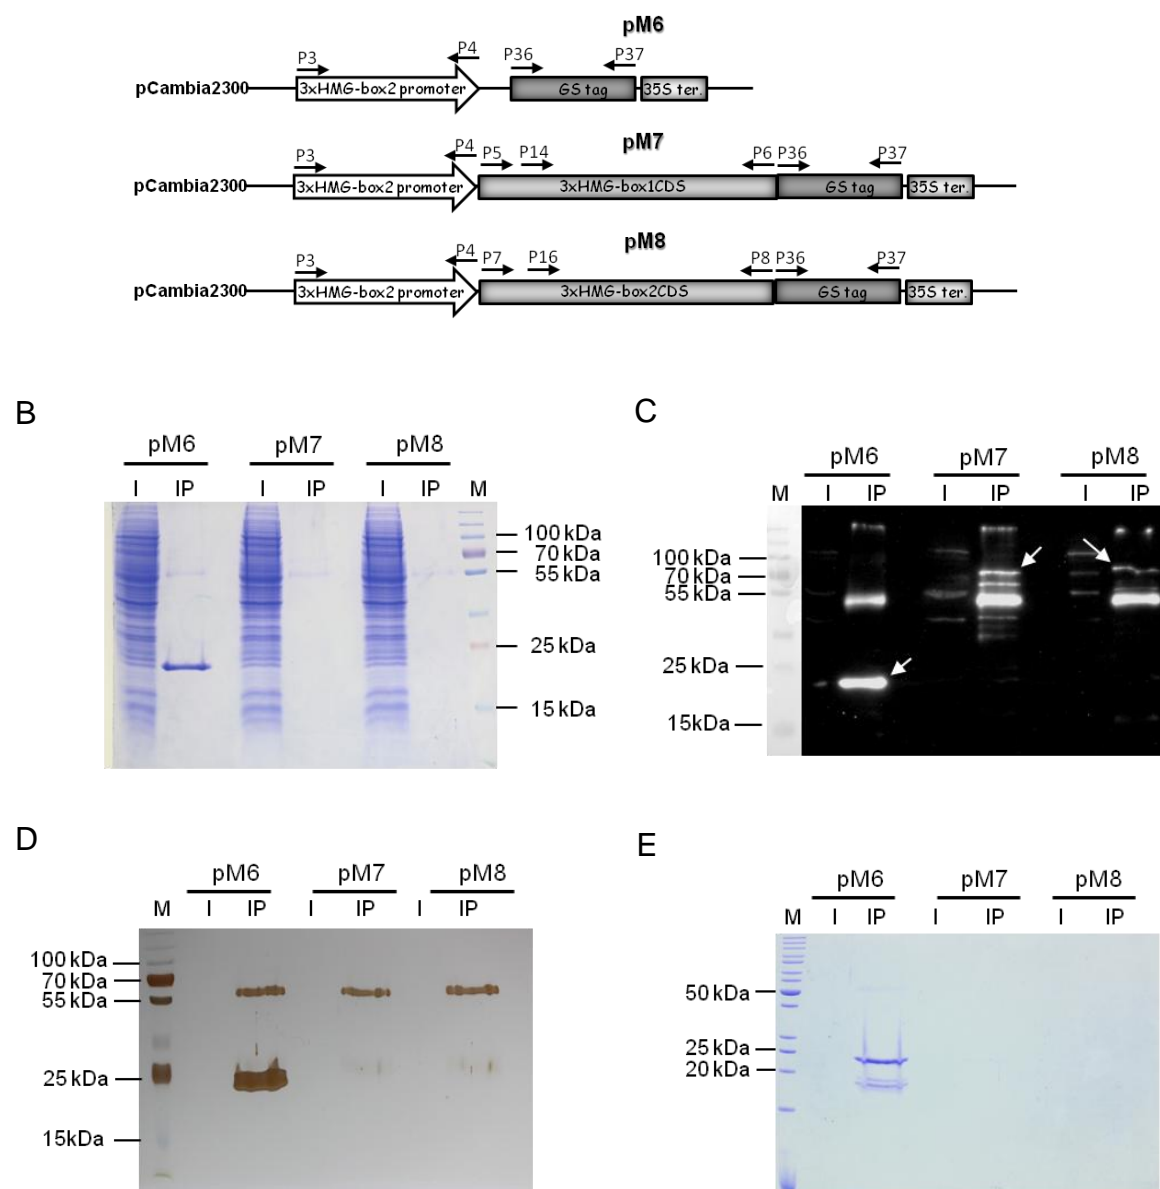 pM6
P3 P4 P36 P37
pCambia2300 3xHMG-box2 promoter GS tag 35S ter.
pM7
P3 P4 P5 P14 P6 P36 P37
pCambia2300 3xHMG-box2 promoter 3xHMG-box1CDS GS tag 35S ter.
pM8
P3 P4 P7 P16 P8 P36 P37
pCambia2300 3xHMG-box2 promoter 3xHMG-box2CDS GS tag 35S ter.
B
pM6 pM7 pM8
I IP I IP I IP M
100 kDa
70 kDa
55 kDa
25 kDa
15 kDa
C
pM6 pM7 pM8
M I IP I IP I IP
100 kDa
70 kDa
55 kDa
25 kDa
15kDa
D
pM6 pM7 pM8
M I IP I IP I IP
100 kDa
70 kDa
55 kDa
25 kDa
15kDa
E
pM6 pM7 pM8
M I IP I IP I IP
50 kDa
25 kDa
20 kDa